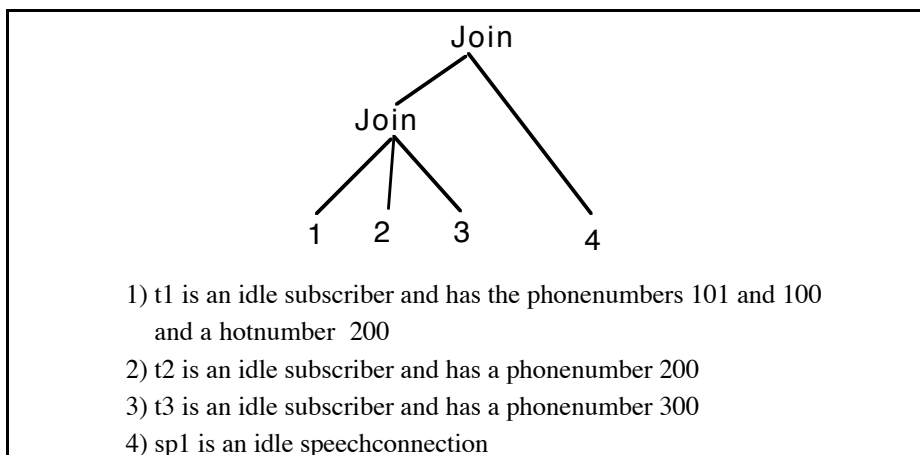 Join
Join
1 2 3 4
1) t1 is an idle subscriber and has the phonenumbers 101 and 100
and a hotnumber 200
2) t2 is an idle subscriber and has a phonenumber 200
3) t3 is an idle subscriber and has a phonenumber 300
4) sp1 is an idle speechconnection